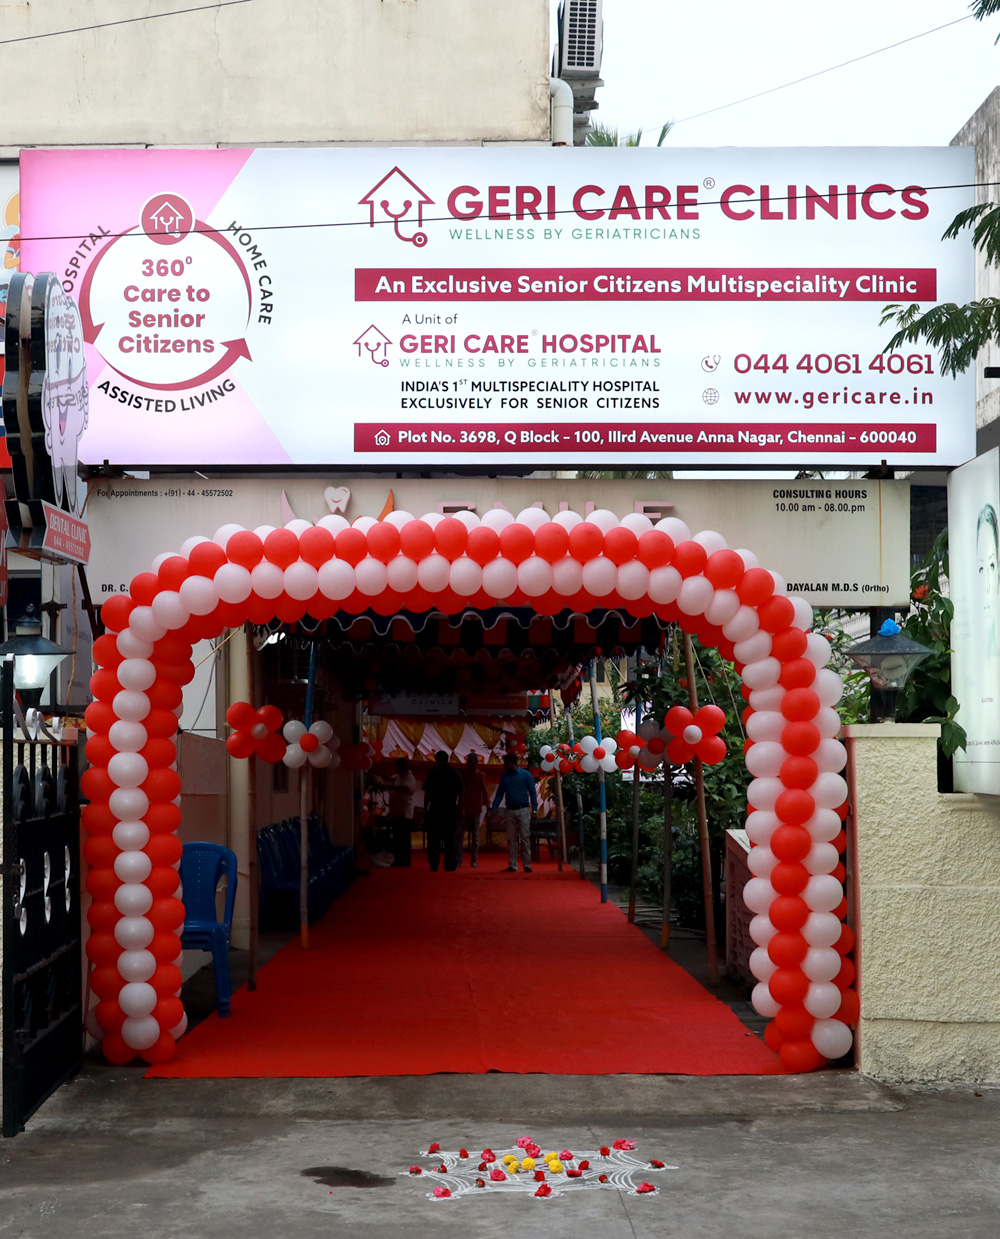 GERI CARE® CLINICS
WELLNESS BY GERIATRICIANS
HOSPITAL
HOME CARE
ASSISTED LIVING
360⁰
Care to
Senior
Citizens
An Exclusive Senior Citizens Multispeciality Clinic
A Unit of
GERI CARE® HOSPITAL
WELLNESS BY GERIATRICIANS
INDIA'S 1ST MULTISPECIALITY HOSPITAL
EXCLUSIVELY FOR SENIOR CITIZENS
044 4061 4061
www.gericare.in
Plot No. 3698, Q Block - 100, IIIrd Avenue Anna Nagar, Chennai - 600040
For Appointments : +(91) - 44 - 45572502
CONSULTING HOURS
10.00 am - 08.00.pm
DR. C.
DAYALAN M.D.S (Ortho)
DENTAL CLINIC
CLINICS